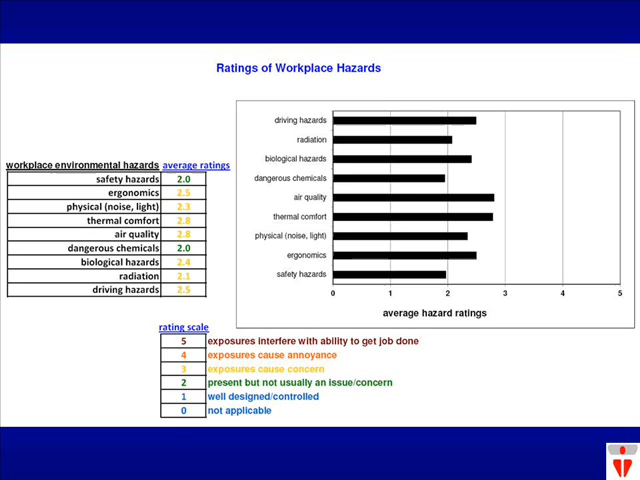 Ratings of Workplace Hazards
workplace environmental hazards average ratings
safety hazards 2.0
ergonomics 2.5
physical (noise, light) 2.3
thermal comfort 2.8
air quality 2.8
dangerous chemicals 2.0
biological hazards 2.4
radiation 2.1
driving hazards 2.5
driving hazards
radiation
biological hazards
dangerous chemicals
air quality
thermal comfort
physical (noise, light)
ergonomics
safety hazards
0 1 2 3 4 5
average hazard ratings
rating scale
5 exposures interfere with ability to get job done
4 exposures cause annoyance
3 exposures cause concern
2 present but not usually an issue/concern
1 well designed/controlled
0 not applicable